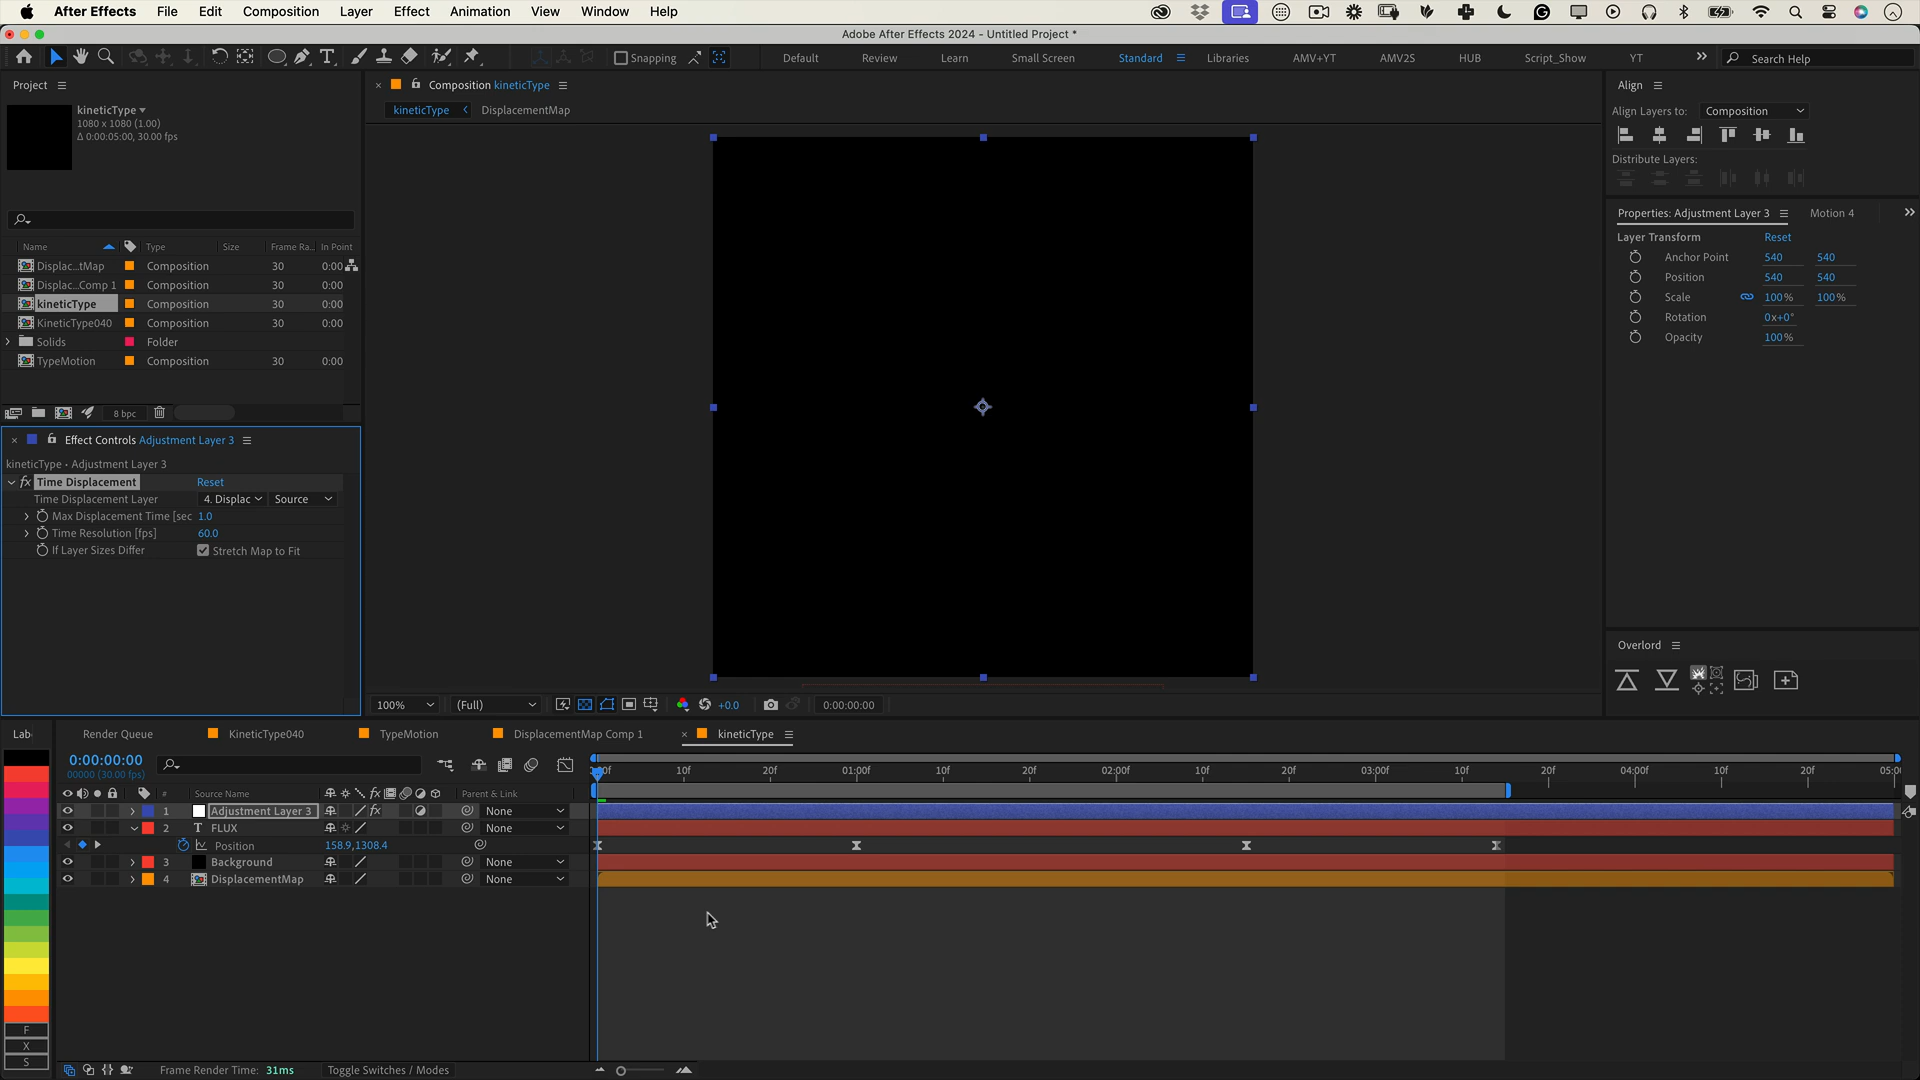 After Effects File Edit Composition Layer Effect Animation View Window Help
Adobe After Effects 2024 - Untitled Project *
Snapping Default Review Learn Small Screen Standard Libraries AMV+YT AMV2S HUB Script_Show YT Search Help
Project
kineticType
1080 x 1080 (1.00)
Δ 0:00:05:00, 30.00 fps
Name Type Size Frame Ra... In Point
Displac...tMap Composition 30 0:00
Displac...Comp 1 Composition 30 0:00
kineticType Composition 30 0:00
KineticType040 Composition 30 0:00
Solids Folder
TypeMotion Composition 30 0:00
8 bpc
Effect Controls Adjustment Layer 3
kineticType • Adjustment Layer 3
fx Time Displacement Reset
Time Displacement Layer 4. Displac Source
Max Displacement Time [sec 1.0
Time Resolution [fps] 60.0
If Layer Sizes Differ Stretch Map to Fit
Composition kineticType
kineticType DisplacementMap
100% (Full) +0.0 0:00:00:00
Align
Align Layers to: Composition
Distribute Layers:
Properties: Adjustment Layer 3 Motion 4
Layer Transform Reset
Anchor Point 540 540
Position 540 540
Scale 100% 100%
Rotation 0x+0°
Opacity 100%
Overlord
Lab Render Queue KineticType040 TypeMotion DisplacementMap Comp 1 kineticType
0:00:00:00
00000 (30.00 fps)
10f 20f 01:00f 10f 20f 02:00f 10f 20f 03:00f 10f 20f 04:00f 10f 20f 05:0
# Source Name fx Parent & Link
1 Adjustment Layer 3 fx None
2 T FLUX None
Position 158.9,1308.4
3 Background None
4 DisplacementMap None
F
X
S
Frame Render Time: 31ms Toggle Switches / Modes